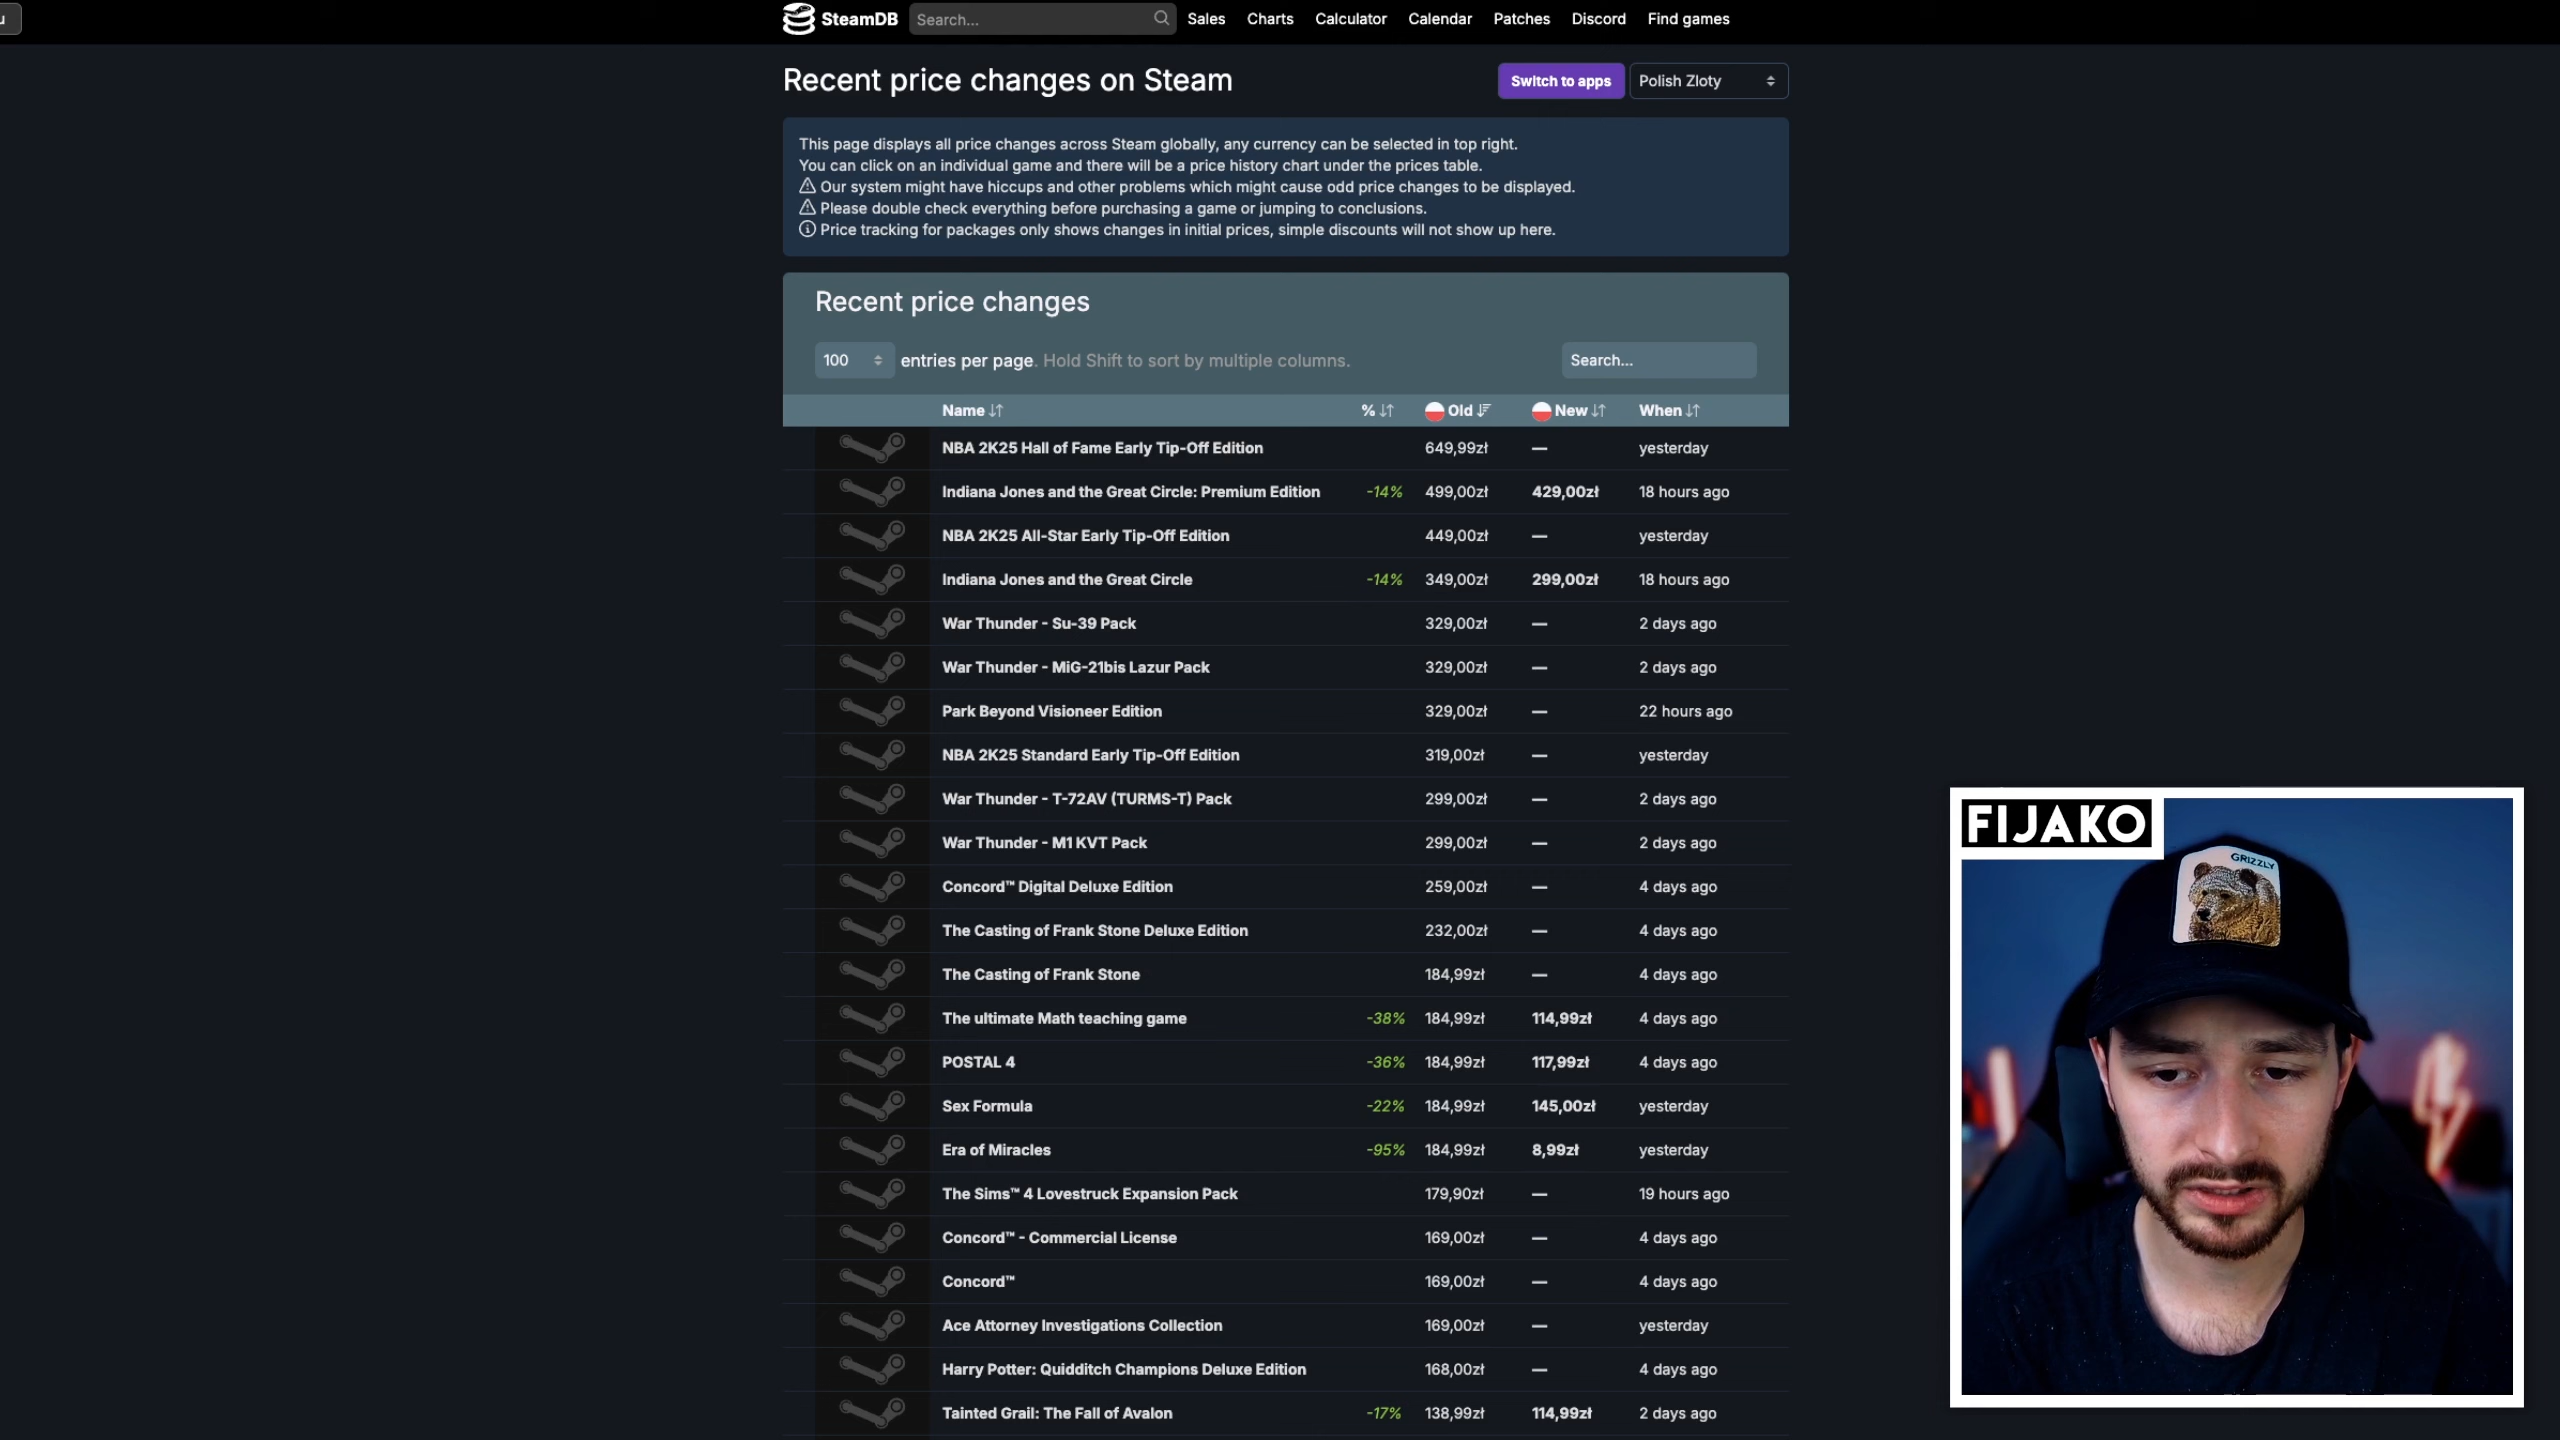 u
SteamDB
Search...
Sales
Charts
Calculator
Calendar
Patches
Discord
Find games
Recent price changes on Steam
Switch to apps
Polish Zloty
This page displays all price changes across Steam globally, any currency can be selected in top right.
You can click on an individual game and there will be a price history chart under the prices table.
Our system might have hiccups and other problems which might cause odd price changes to be displayed.
Please double check everything before purchasing a game or jumping to conclusions.
Price tracking for packages only shows changes in initial prices, simple discounts will not show up here.
Recent price changes
100 entries per page. Hold Shift to sort by multiple columns.
Search...
Name % Old New When
NBA 2K25 Hall of Fame Early Tip-Off Edition 649,99zł — yesterday
Indiana Jones and the Great Circle: Premium Edition -14% 499,00zł 429,00zł 18 hours ago
NBA 2K25 All-Star Early Tip-Off Edition 449,00zł — yesterday
Indiana Jones and the Great Circle -14% 349,00zł 299,00zł 18 hours ago
War Thunder - Su-39 Pack 329,00zł — 2 days ago
War Thunder - MiG-21bis Lazur Pack 329,00zł — 2 days ago
Park Beyond Visioneer Edition 329,00zł — 22 hours ago
NBA 2K25 Standard Early Tip-Off Edition 319,00zł — yesterday
War Thunder - T-72AV (TURMS-T) Pack 299,00zł — 2 days ago
War Thunder - M1 KVT Pack 299,00zł — 2 days ago
Concord™ Digital Deluxe Edition 259,00zł — 4 days ago
The Casting of Frank Stone Deluxe Edition 232,00zł — 4 days ago
The Casting of Frank Stone 184,99zł — 4 days ago
The ultimate Math teaching game -38% 184,99zł 114,99zł 4 days ago
POSTAL 4 -36% 184,99zł 117,99zł 4 days ago
Sex Formula -22% 184,99zł 145,00zł yesterday
Era of Miracles -95% 184,99zł 8,99zł yesterday
The Sims™ 4 Lovestruck Expansion Pack 179,90zł — 19 hours ago
Concord™ - Commercial License 169,00zł — 4 days ago
Concord™ 169,00zł — 4 days ago
Ace Attorney Investigations Collection 169,00zł — yesterday
Harry Potter: Quidditch Champions Deluxe Edition 168,00zł — 4 days ago
Tainted Grail: The Fall of Avalon -17% 138,99zł 114,99zł 2 days ago
FIJAKO
GRIZZLY